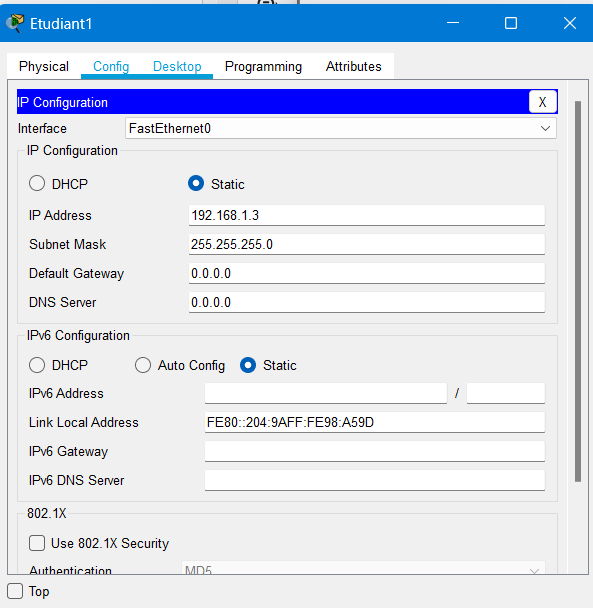 Etudiant1
Physical Config Desktop Programming Attributes
IP Configuration X
Interface FastEthernet0
IP Configuration
DHCP Static
IP Address 192.168.1.3
Subnet Mask 255.255.255.0
Default Gateway 0.0.0.0
DNS Server 0.0.0.0
IPv6 Configuration
DHCP Auto Config Static
IPv6 Address /
Link Local Address FE80::204:9AFF:FE98:A59D
IPv6 Gateway
IPv6 DNS Server
802.1X
Use 802.1X Security
Authentication MD5
Top